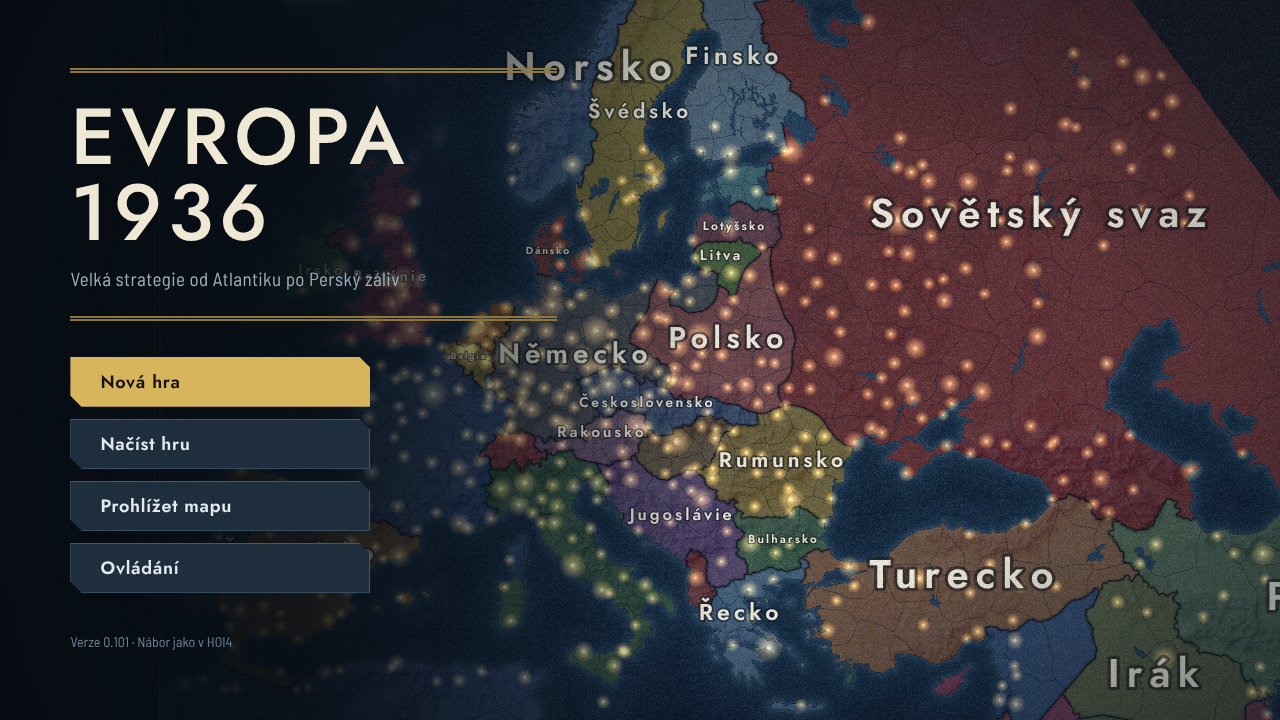 Norsko
Finsko
Švédsko
EVROPA
1936
Sovětský svaz
Lotyšsko
Dánsko
Litva
Velká strategie od Atlantiku po Perský záliv
Polsko
Belgie
Německo
Nová hra
Československo
Rakousko
Načíst hru
Rumunsko
Prohlížet mapu
Jugoslávie
Bulharsko
Ovládání
Turecko
Řecko
Verze 0.101 · Nábor jako v HOI4
Irák